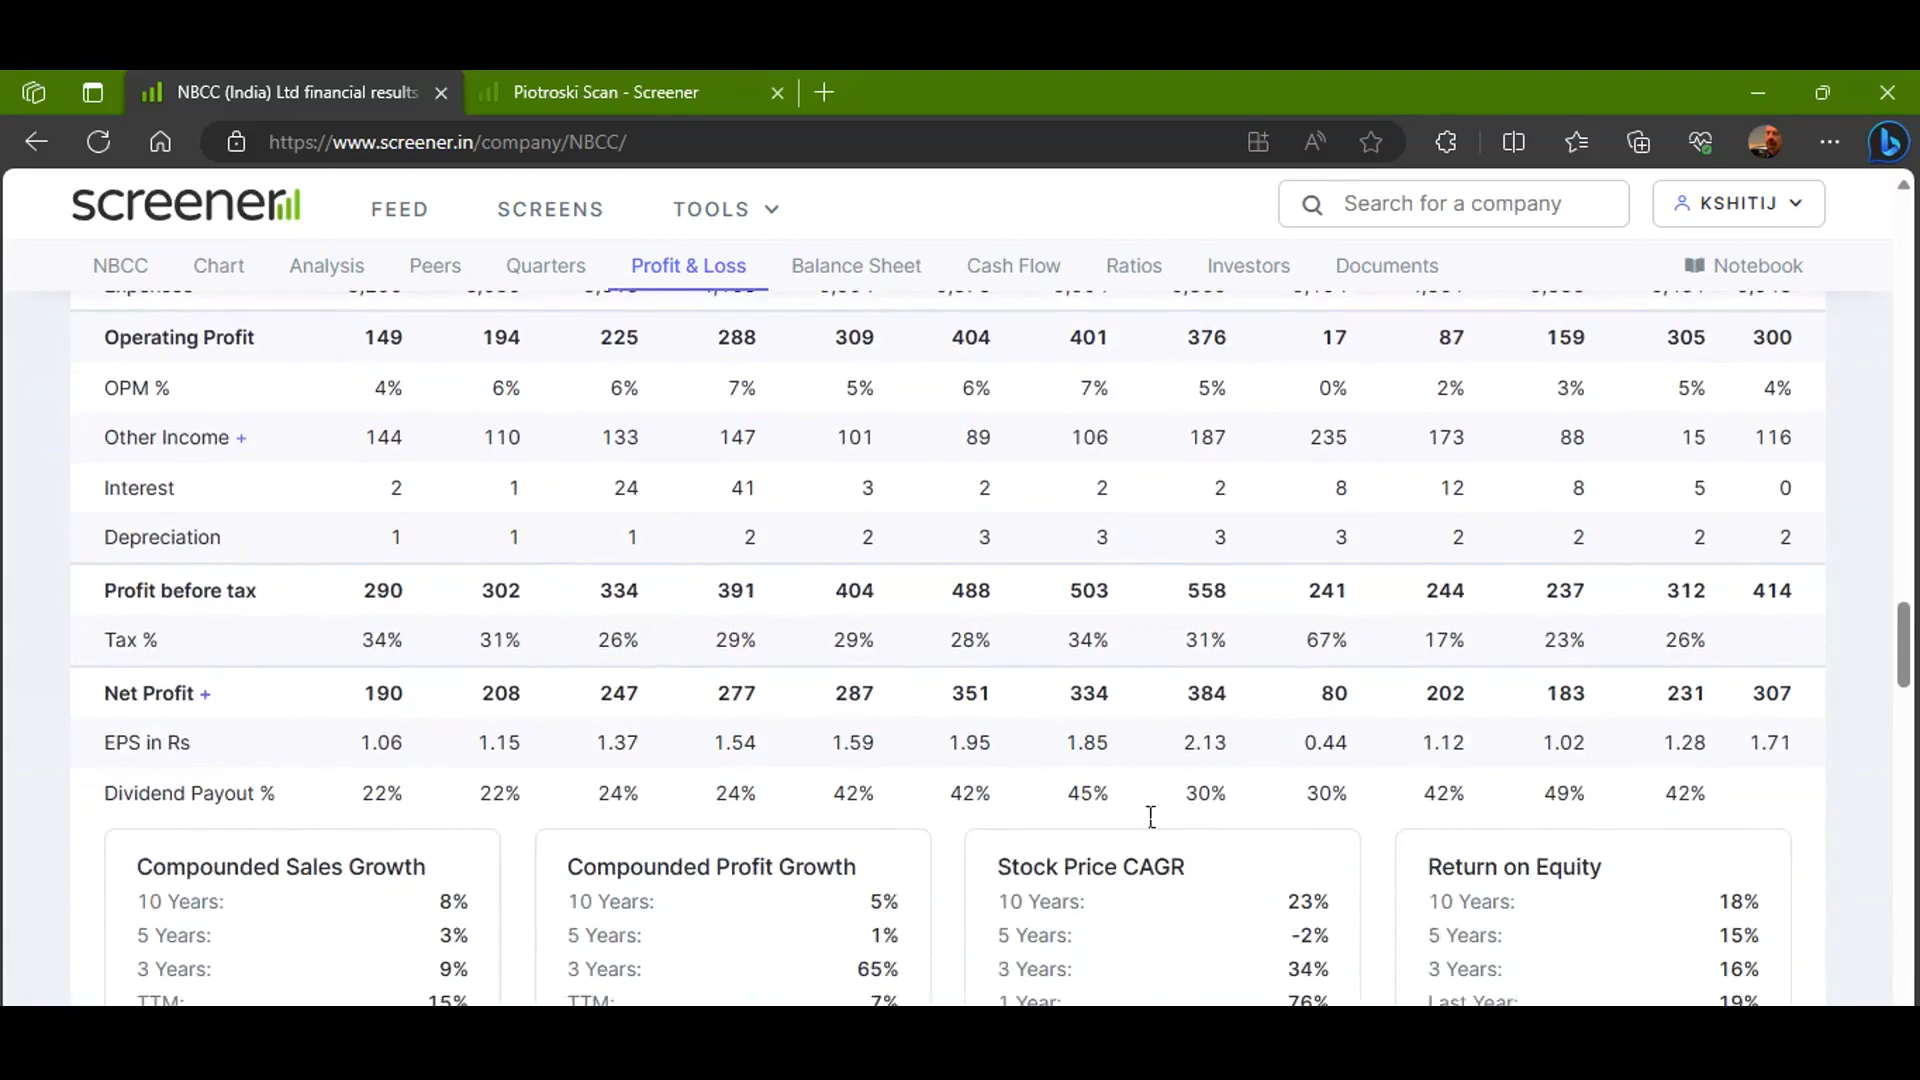 NBCC (India) Ltd financial results
Piotroski Scan - Screener
https://www.screener.in/company/NBCC/
screener
FEED SCREENS TOOLS
Search for a company
KSHITIJ
NBCC Chart Analysis Peers Quarters Profit & Loss Balance Sheet Cash Flow Ratios Investors Documents Notebook
Operating Profit 149 194 225 288 309 404 401 376 17 87 159 305 300
OPM % 4% 6% 6% 7% 5% 6% 7% 5% 0% 2% 3% 5% 4%
Other Income + 144 110 133 147 101 89 106 187 235 173 88 15 116
Interest 2 1 24 41 3 2 2 2 8 12 8 5 0
Depreciation 1 1 1 2 2 3 3 3 3 2 2 2 2
Profit before tax 290 302 334 391 404 488 503 558 241 244 237 312 414
Tax % 34% 31% 26% 29% 29% 28% 34% 31% 67% 17% 23% 26%
Net Profit + 190 208 247 277 287 351 334 384 80 202 183 231 307
EPS in Rs 1.06 1.15 1.37 1.54 1.59 1.95 1.85 2.13 0.44 1.12 1.02 1.28 1.71
Dividend Payout % 22% 22% 24% 24% 42% 42% 45% 30% 30% 42% 49% 42%
Compounded Sales Growth
10 Years: 8%
5 Years: 3%
3 Years: 9%
TTM: 15%
Compounded Profit Growth
10 Years: 5%
5 Years: 1%
3 Years: 65%
TTM: 7%
Stock Price CAGR
10 Years: 23%
5 Years: -2%
3 Years: 34%
1 Year: 76%
Return on Equity
10 Years: 18%
5 Years: 15%
3 Years: 16%
Last Year: 19%